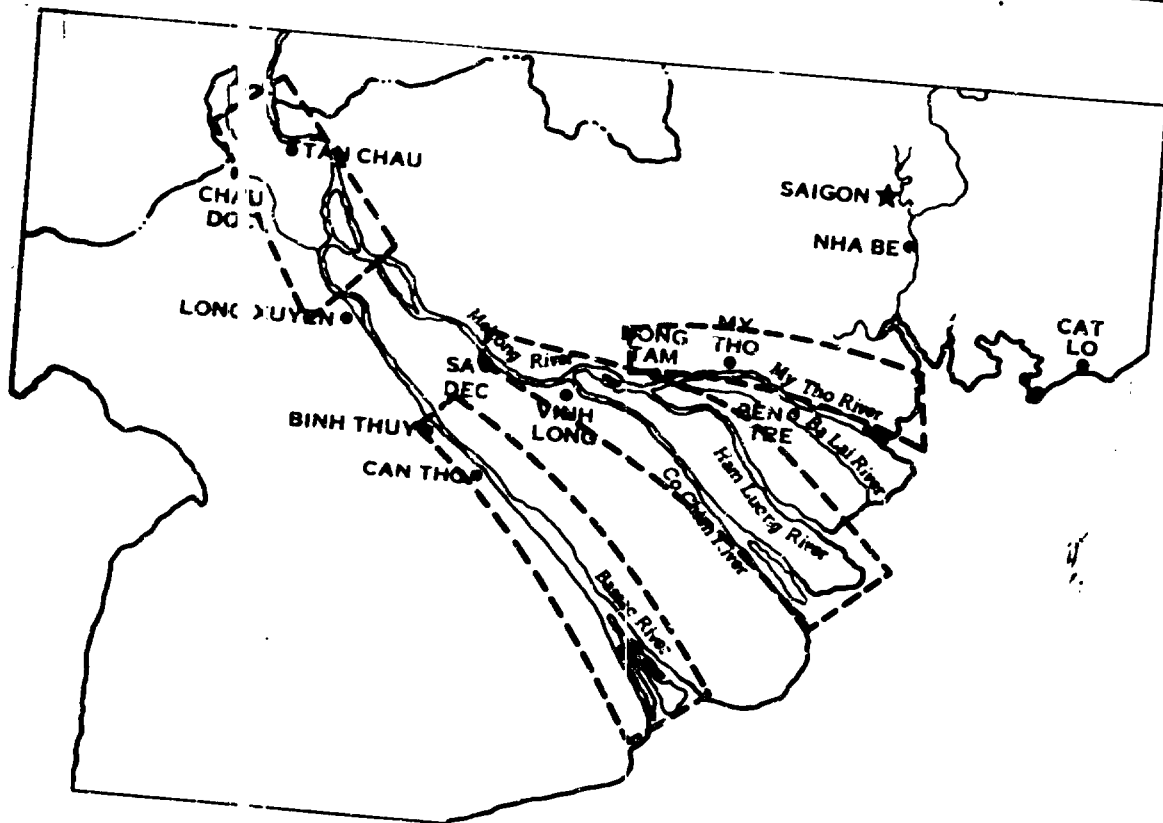 TAN CHAU
SAIGON
CHAU
NHA BE
LONG XUYEN
Mekong River
MY
THO
DONG
TAM
CAT
LO
SA
DEC
My Tho River
VINH
LONG
BEN
TRE
Ba Lai River
BINH THUY
CAN THO
Ham Luong River
Co Chien River
Bassac River